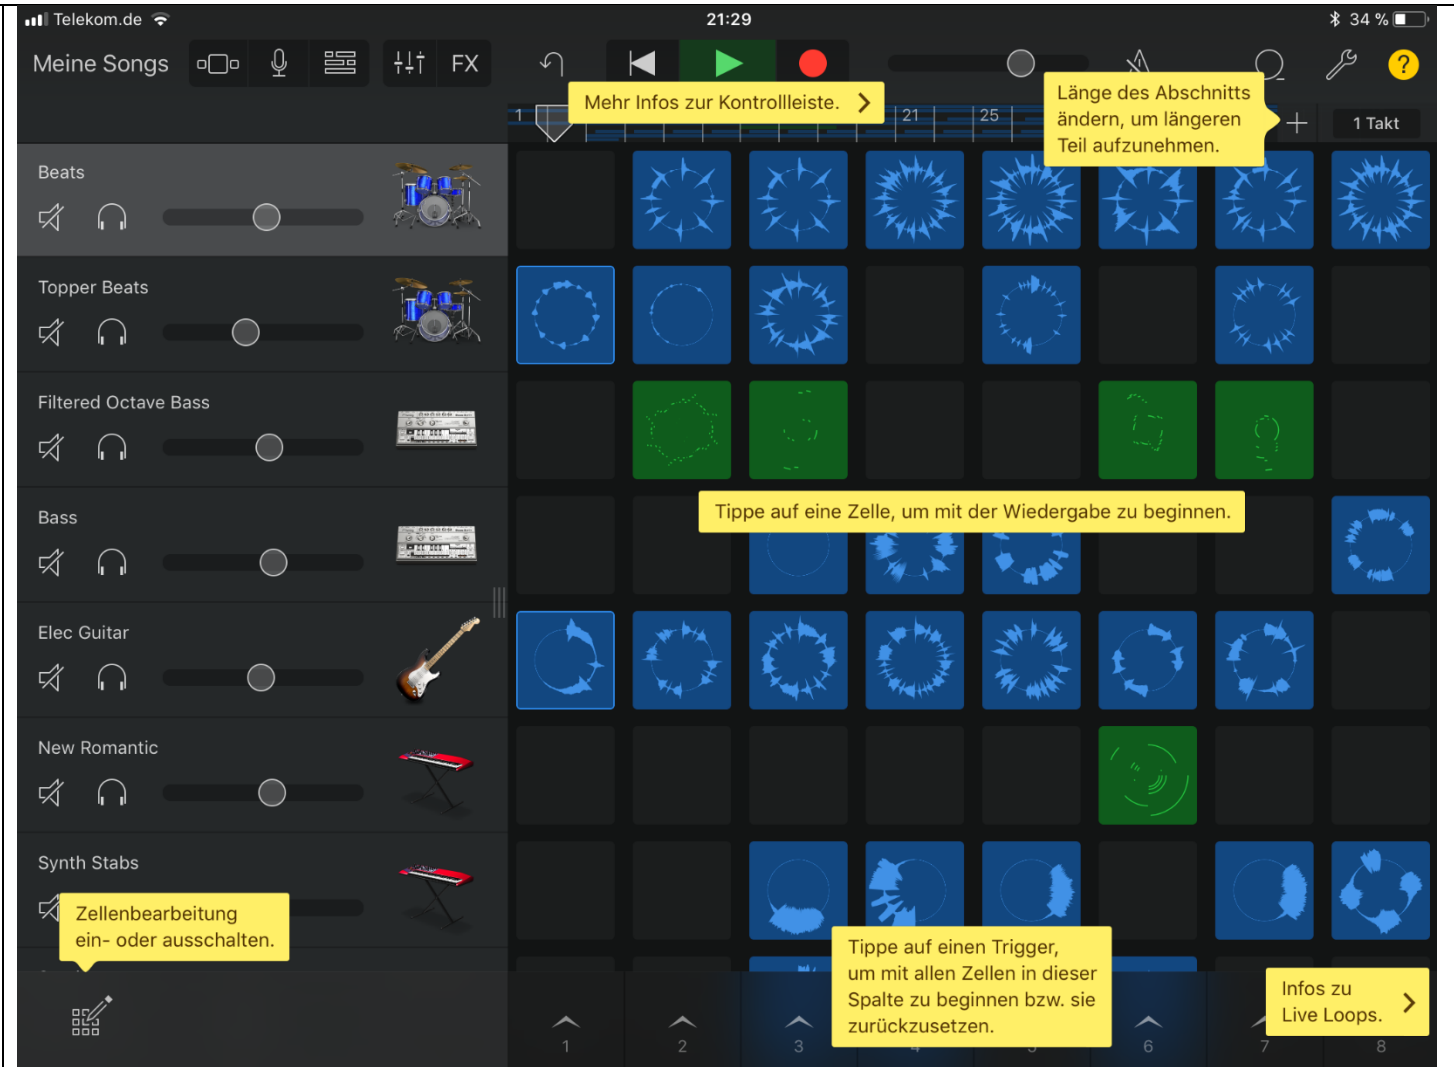 Telekom.de
21:29
34 %
Meine Songs
FX
?
Mehr Infos zur Kontrollleiste.
Länge des Abschnitts
ändern, um längeren
Teil aufzunehmen.
1
21
25
1 Takt
Beats
Topper Beats
Filtered Octave Bass
Tippe auf eine Zelle, um mit der Wiedergabe zu beginnen.
Bass
Elec Guitar
New Romantic
Synth Stabs
Zellenbearbeitung
ein- oder ausschalten.
Tippe auf einen Trigger,
um mit allen Zellen in dieser
Spalte zu beginnen bzw. sie
zurückzusetzen.
Infos zu
Live Loops.
1
2
3
6
7
8